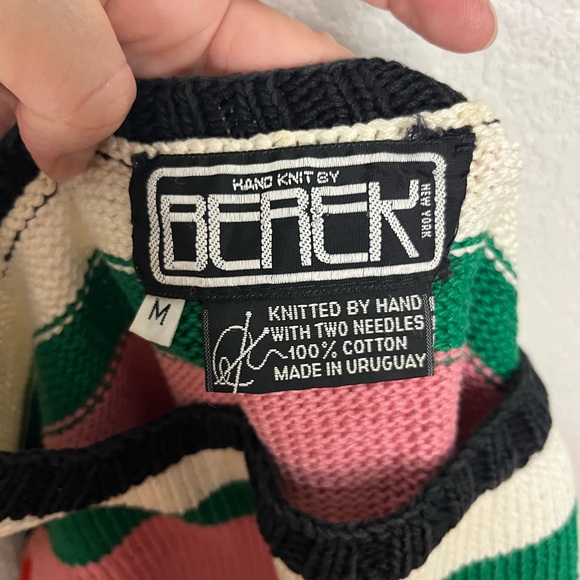 HAND KNIT BY
BEREK
NEW YORK
M
KNITTED BY HAND
WITH TWO NEEDLES
100% COTTON
MADE IN URUGUAY